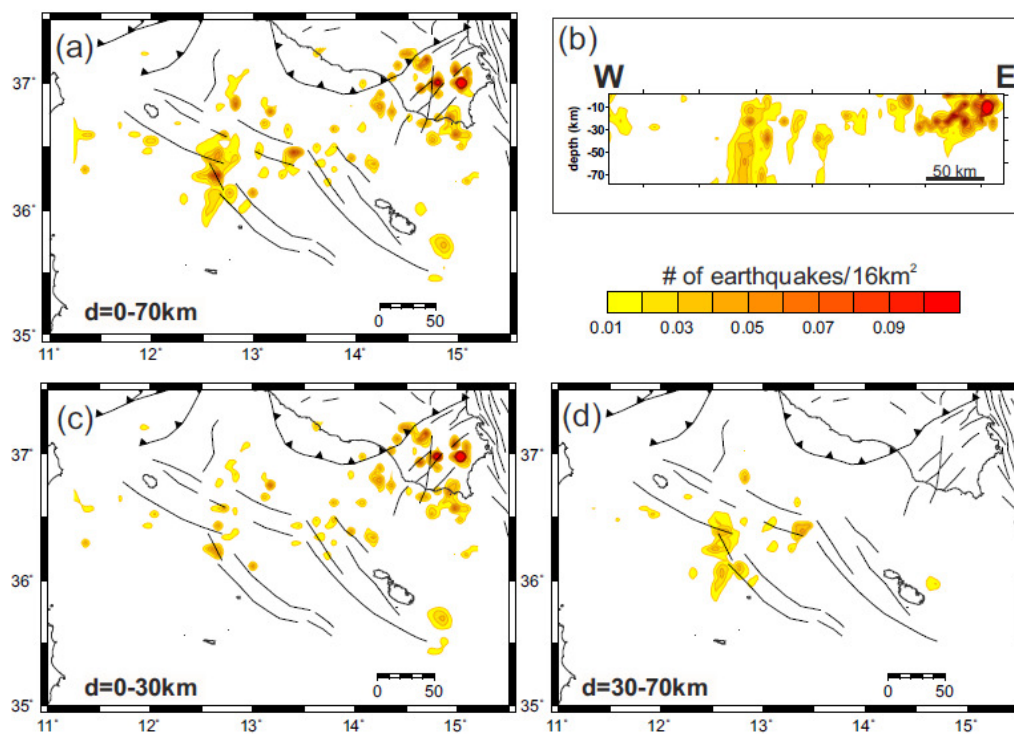 (a)
37°
36°
35°
11° 12° 13° 14° 15°
d=0-70km
0 50
(b)
W E
depth (km)
-10
-30
-50
-70
50 km
# of earthquakes/16km²
0.01 0.03 0.05 0.07 0.09
(c)
37°
36°
35°
11° 12° 13° 14° 15°
d=0-30km
0 50
(d)
37°
36°
35°
11° 12° 13° 14° 15°
d=30-70km
0 50